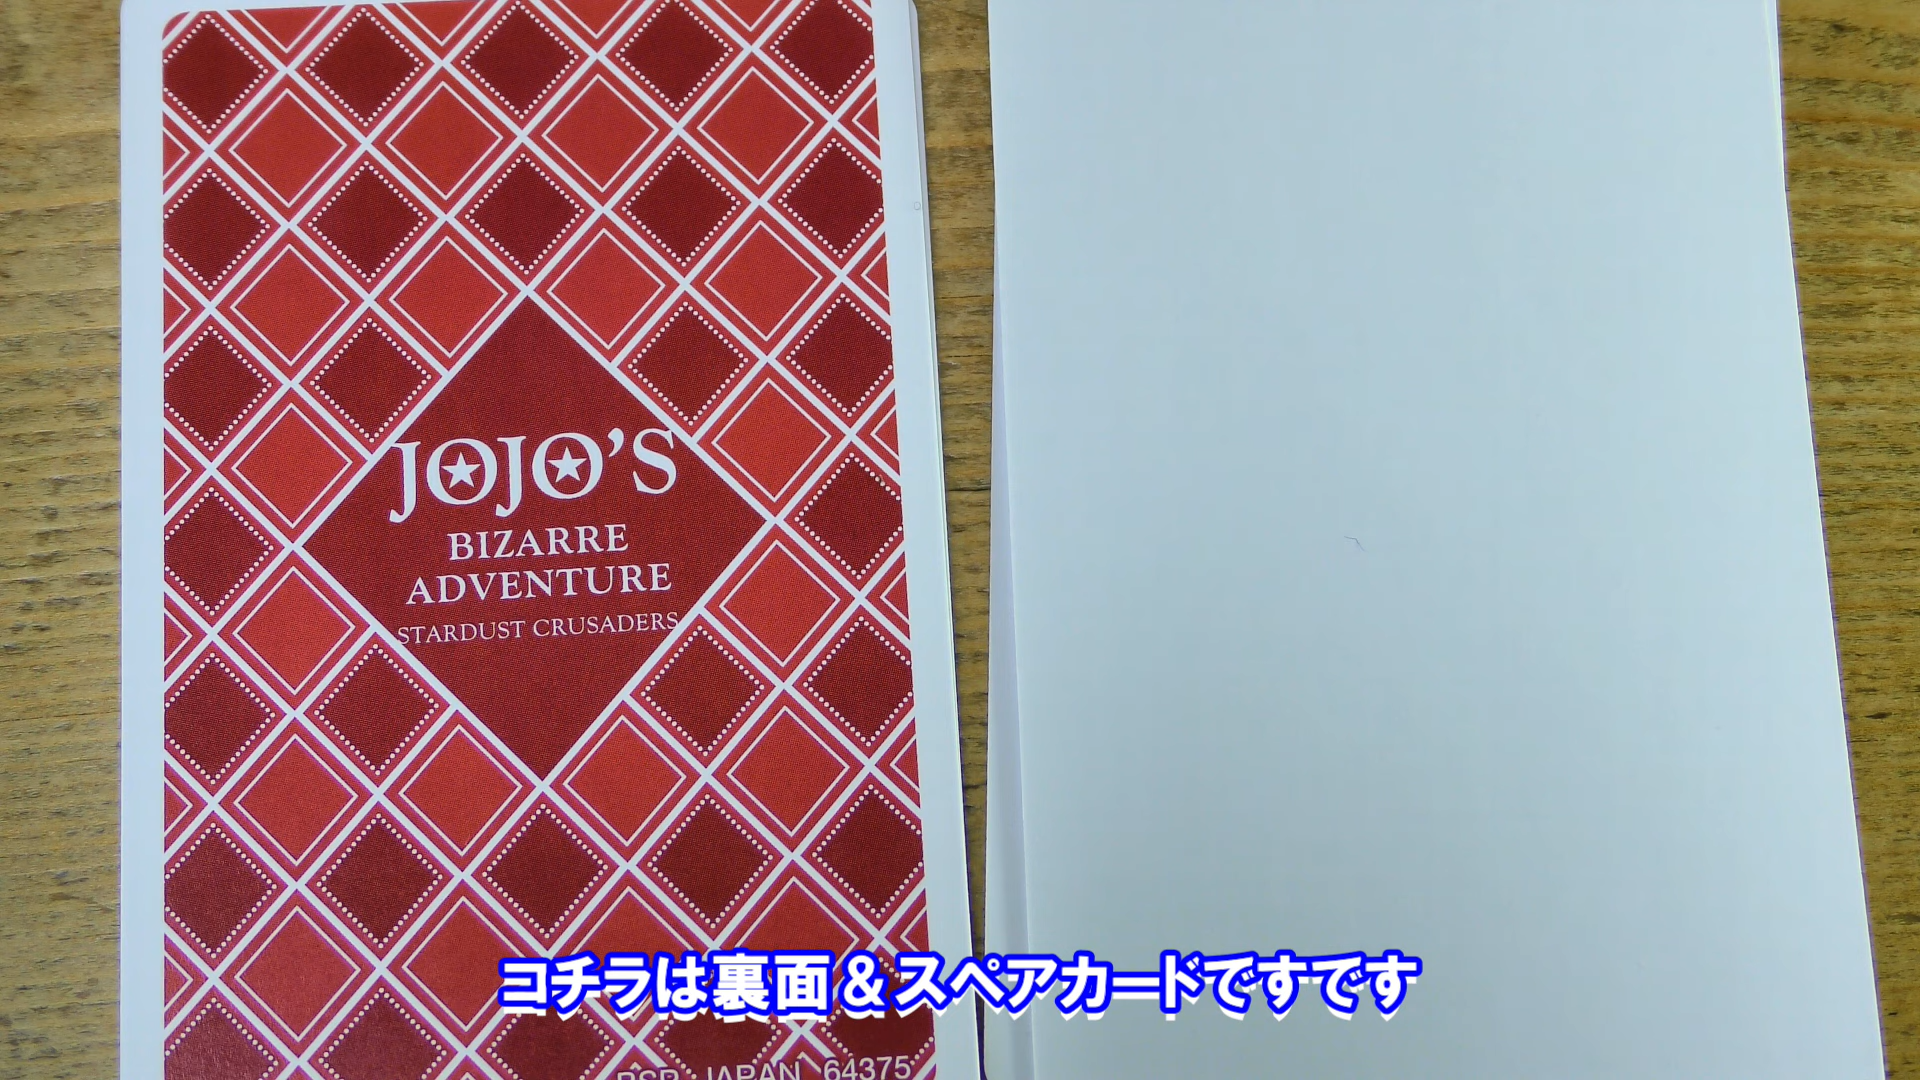 JOJO'S
BIZARRE
ADVENTURE
STARDUST CRUSADERS
コチラは裏面＆スペアカードですです
JAPAN 64375